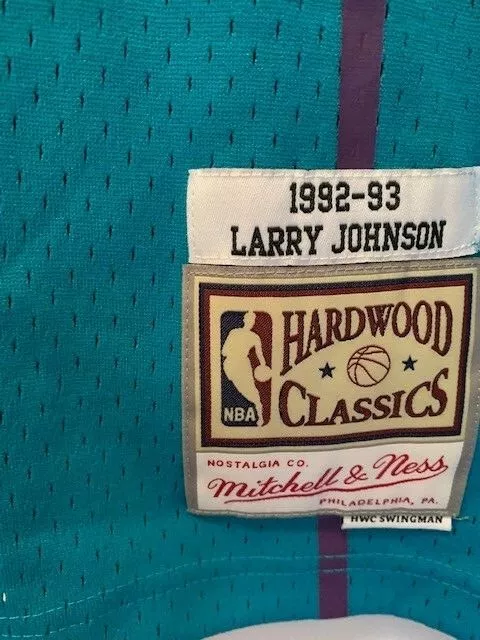 1992-93
LARRY JOHNSON
HARDWOOD
CLASSICS
NBA
NOSTALGIA CO.
Mitchell & Ness
PHILADELPHIA, PA.
HWC SWINGMAN